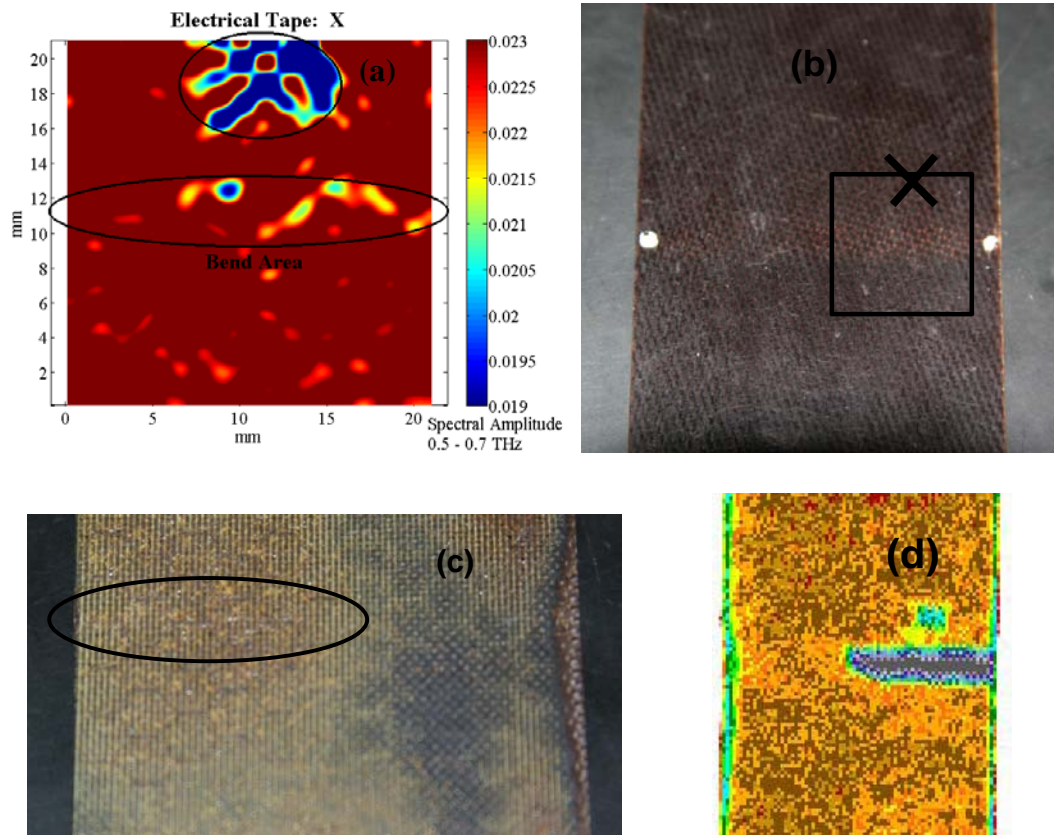 Electrical Tape: X
(a)
20
18
16
14
12
10
8
6
4
2
mm
0
5
10
15
20
mm
Bend Area
0.023
0.0225
0.022
0.0215
0.021
0.0205
0.02
0.0195
0.019
Spectral Amplitude
0.5 - 0.7 THz
(b)
X
(c)
(d)